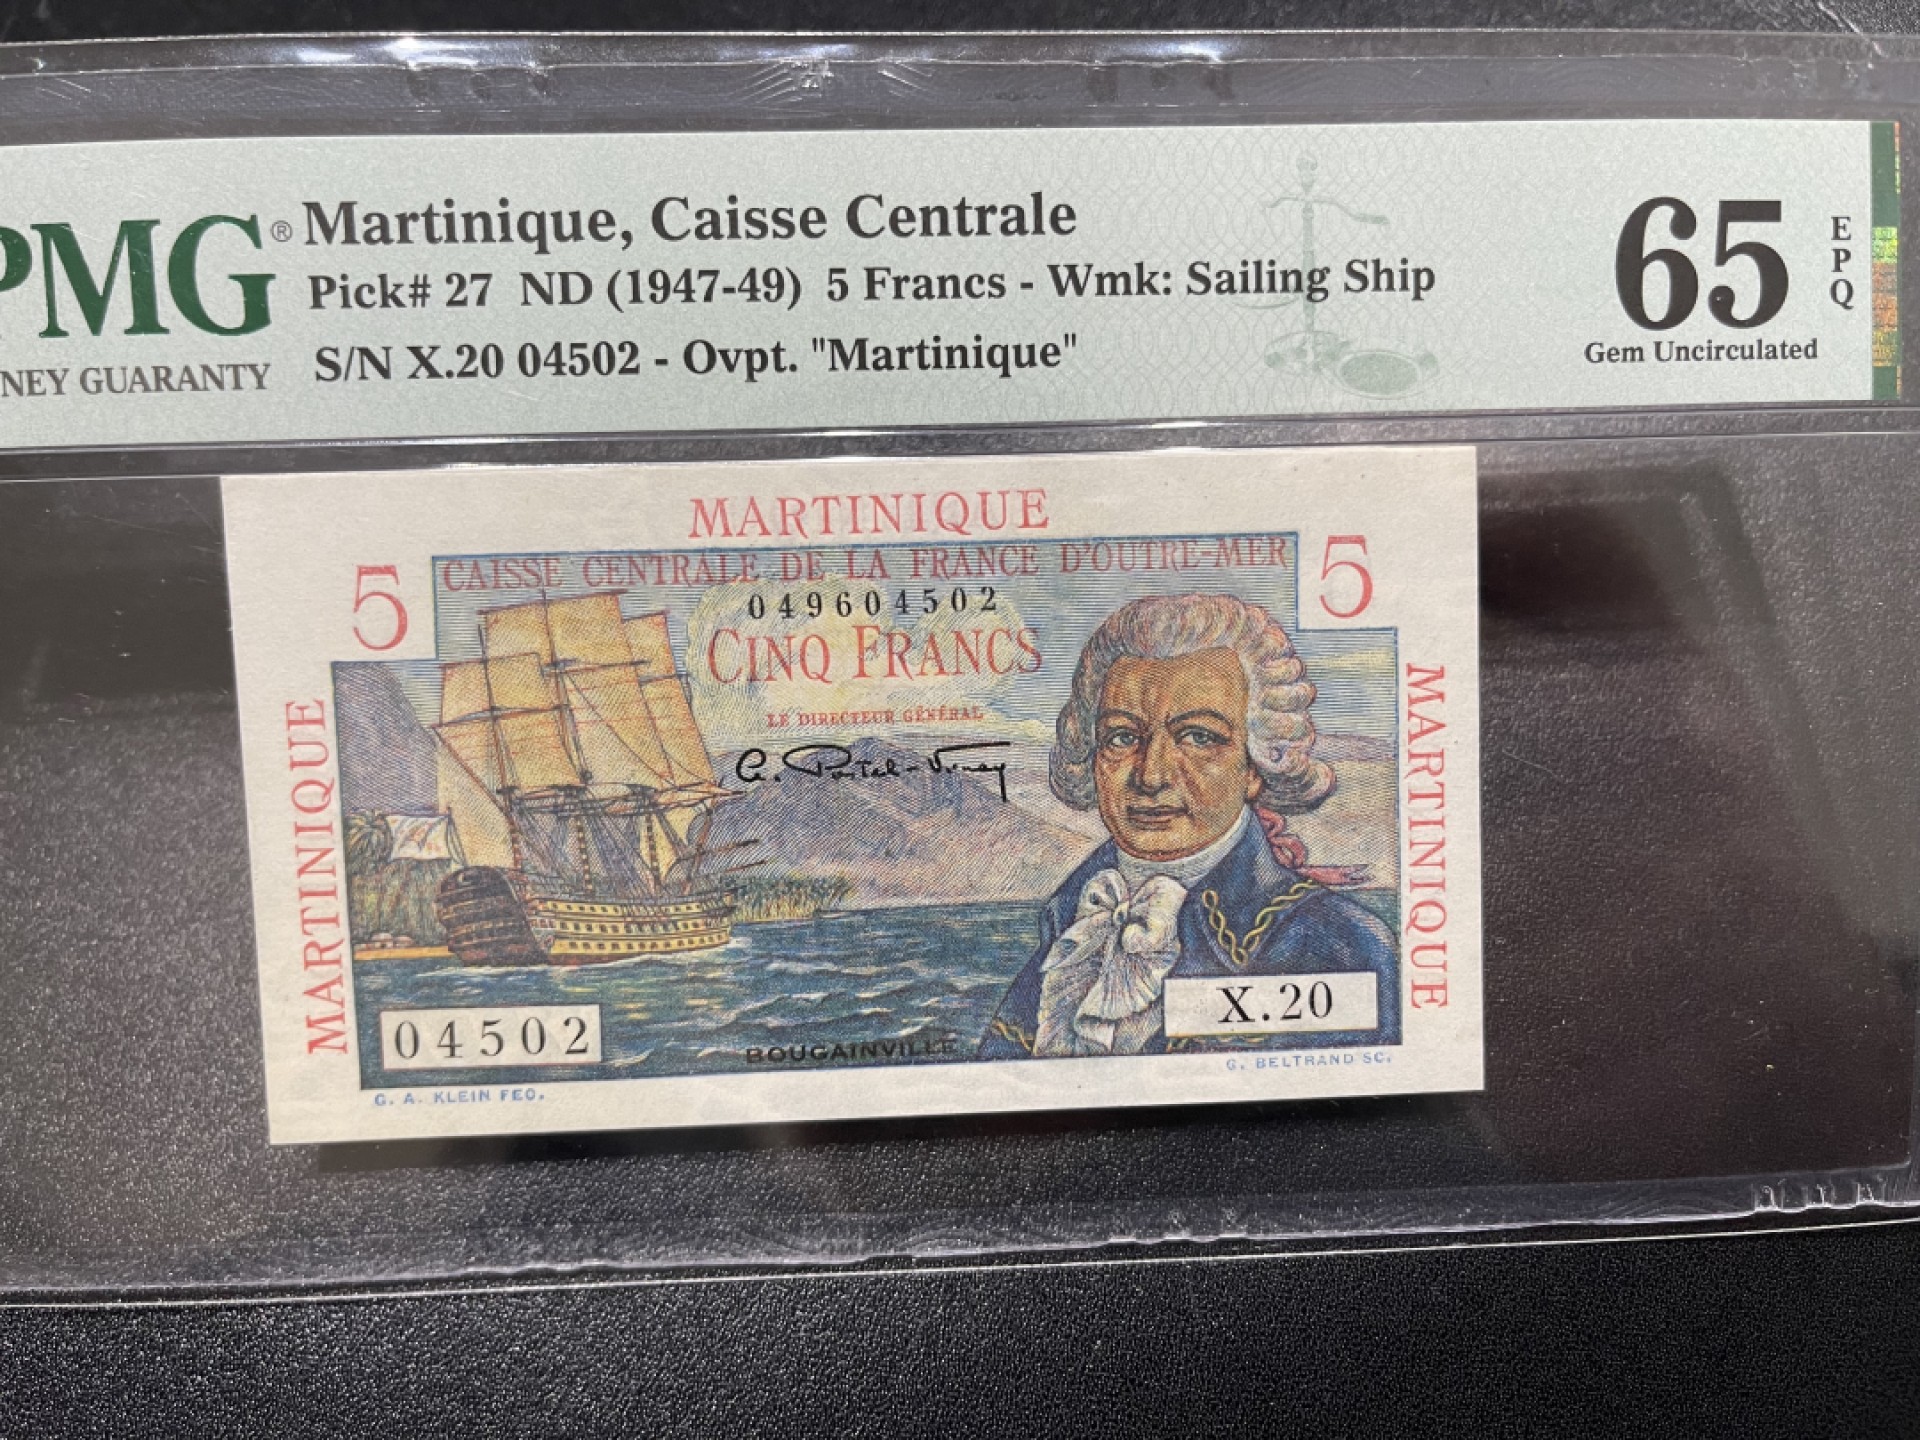 PMG®
NEY GUARANTY
Martinique, Caisse Centrale
Pick# 27 ND (1947-49) 5 Francs - Wmk: Sailing Ship
S/N X.20 04502 - Ovpt. "Martinique"
65
EPQ
Gem Uncirculated
MARTINIQUE
5
CAISSE CENTRALE DE LA FRANCE D'OUTRE-MER
5
049604502
CINQ FRANCS
LE DIRECTEUR GÉNÉRAL
MARTINIQUE
MARTINIQUE
04502
BOUGAINVILLE
X.20
G. A. KLEIN FEC.
G. BELTRAND SC.